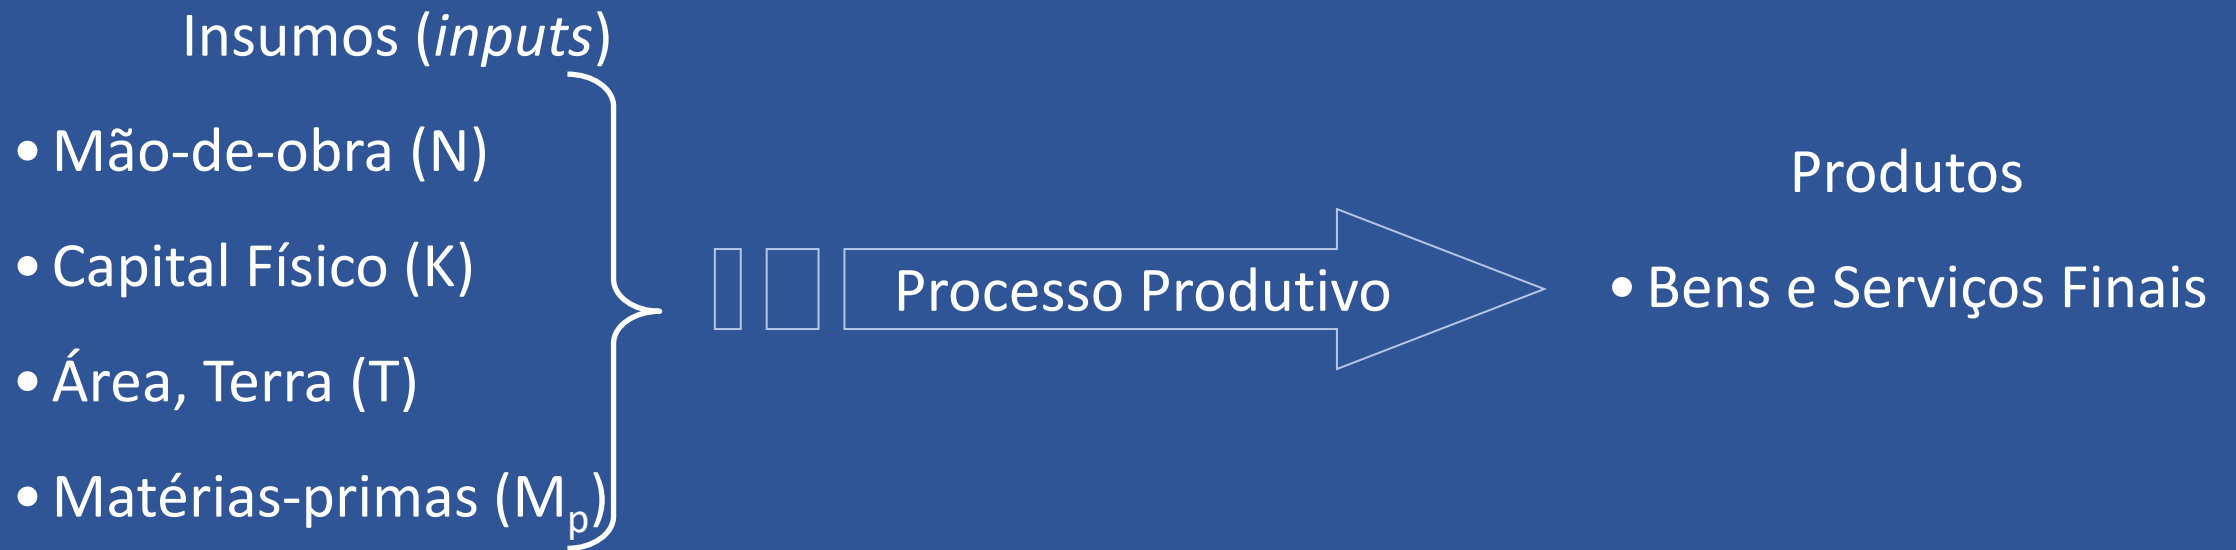 Insumos (inputs)
• Mão-de-obra (N)
• Capital Físico (K)
• Área, Terra (T)
• Matérias-primas (Mp)
Processo Produtivo
Produtos
• Bens e Serviços Finais